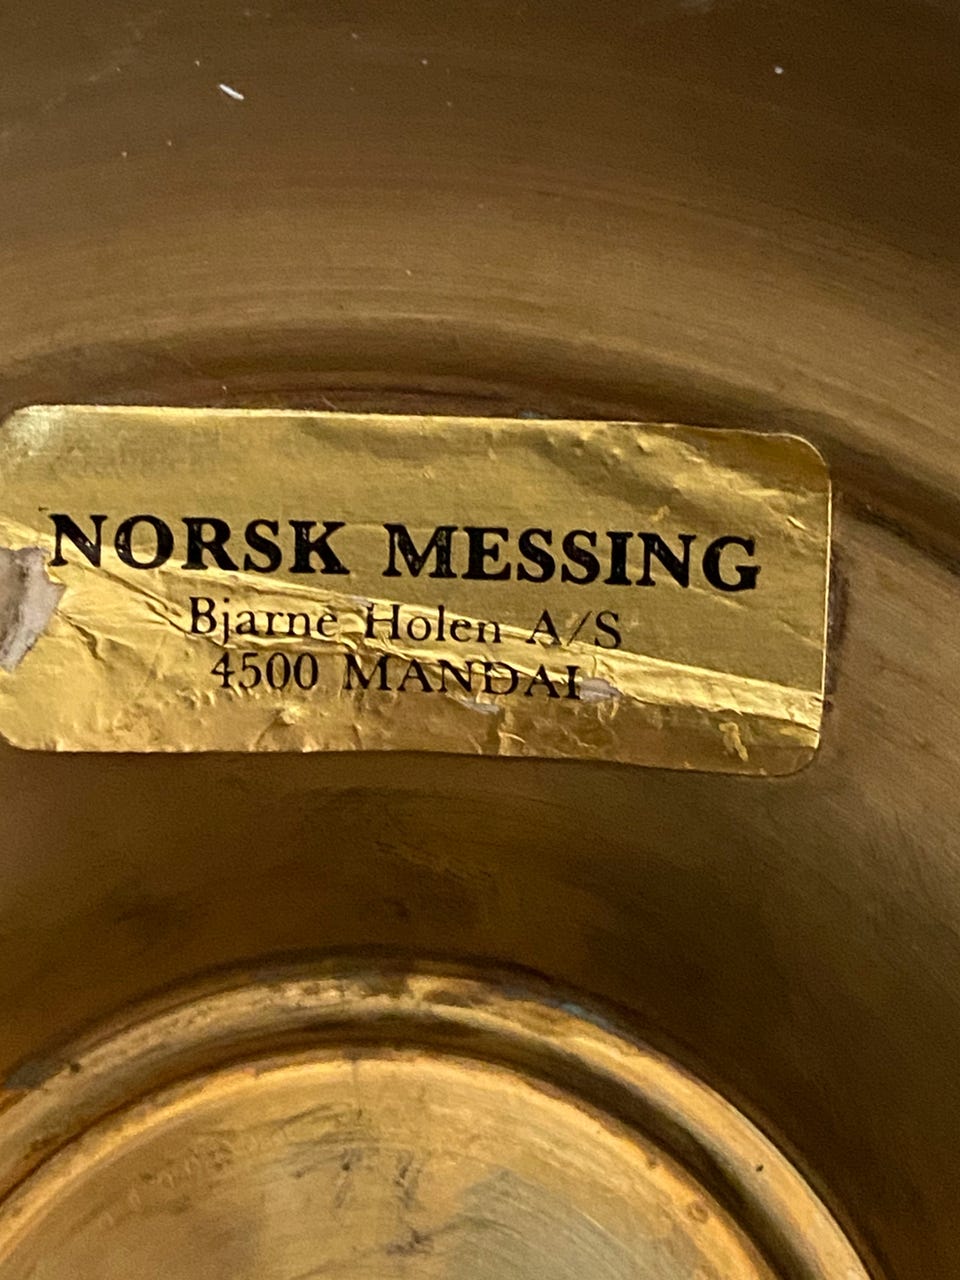 NORSK MESSING
Bjarne Holen A/S
4500 MANDAL